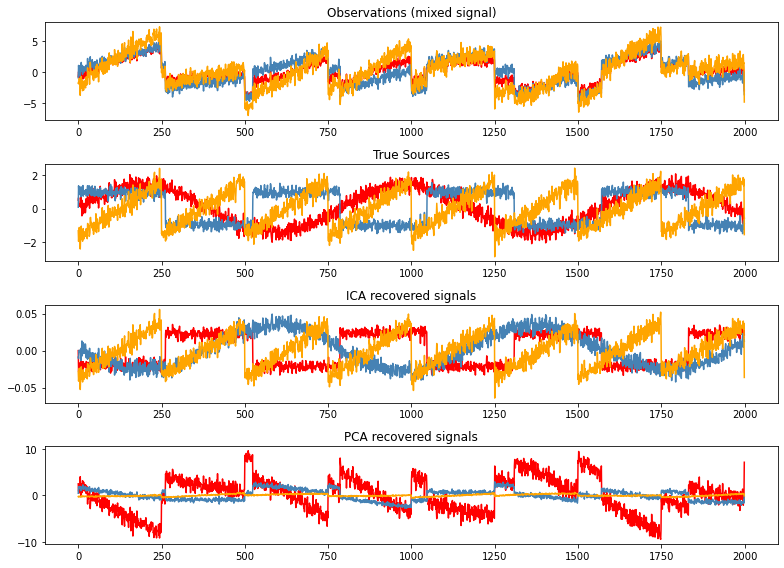 Observations (mixed signal)
5
0
−5
0 250 500 750 1000 1250 1500 1750 2000
True Sources
2
0
−2
0 250 500 750 1000 1250 1500 1750 2000
ICA recovered signals
0.05
0.00
−0.05
0 250 500 750 1000 1250 1500 1750 2000
PCA recovered signals
10
0
−10
0 250 500 750 1000 1250 1500 1750 2000